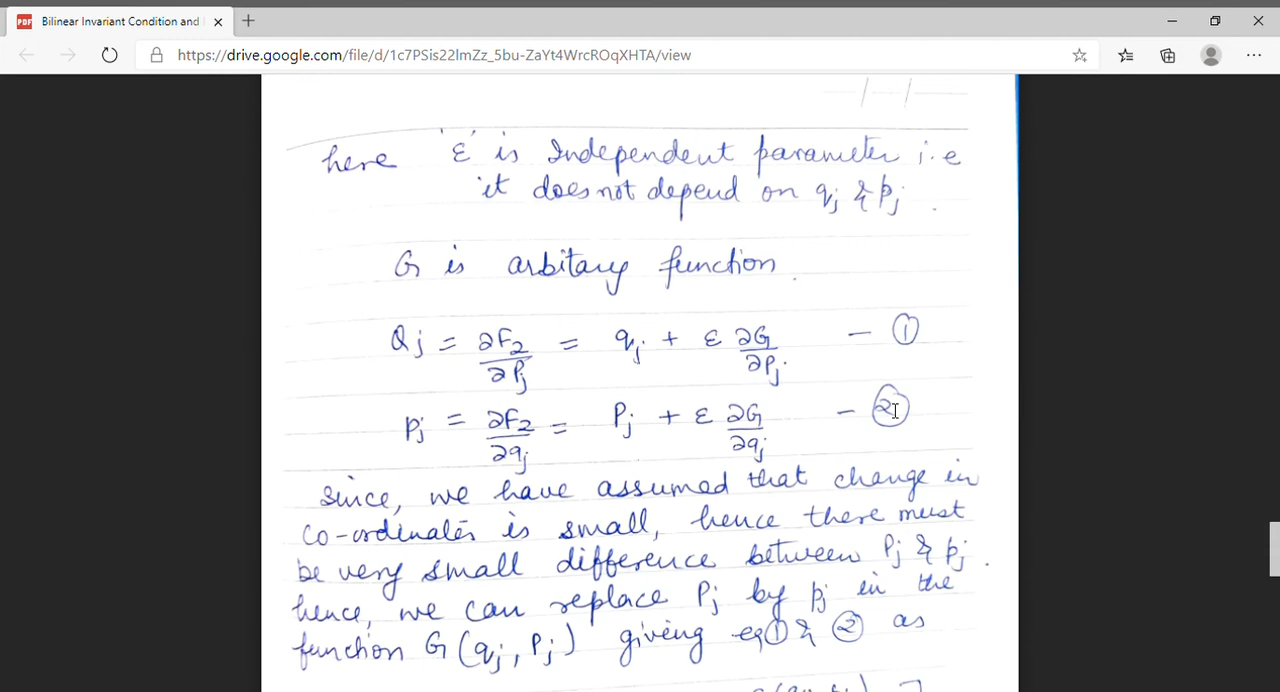 Bilinear Invariant Condition and
https://drive.google.com/file/d/1c7PSis22lmZz_5bu-ZaYt4WrcROqXHTA/view
here 'ε' is Independent parameter i.e
it does not depend on qj & pj .
G is arbitary function .
Qj = ∂F2/∂Pj = qj + ε ∂G/∂Pj — ①
pj = ∂F2/∂qj = Pj + ε ∂G/∂qj — ②
since, we have assumed that change in
co-ordinates is small, hence there must
be very small difference between Pj & pj .
hence, we can replace Pj by pj in the
function G (qj, Pj) giving eq ① & ② as